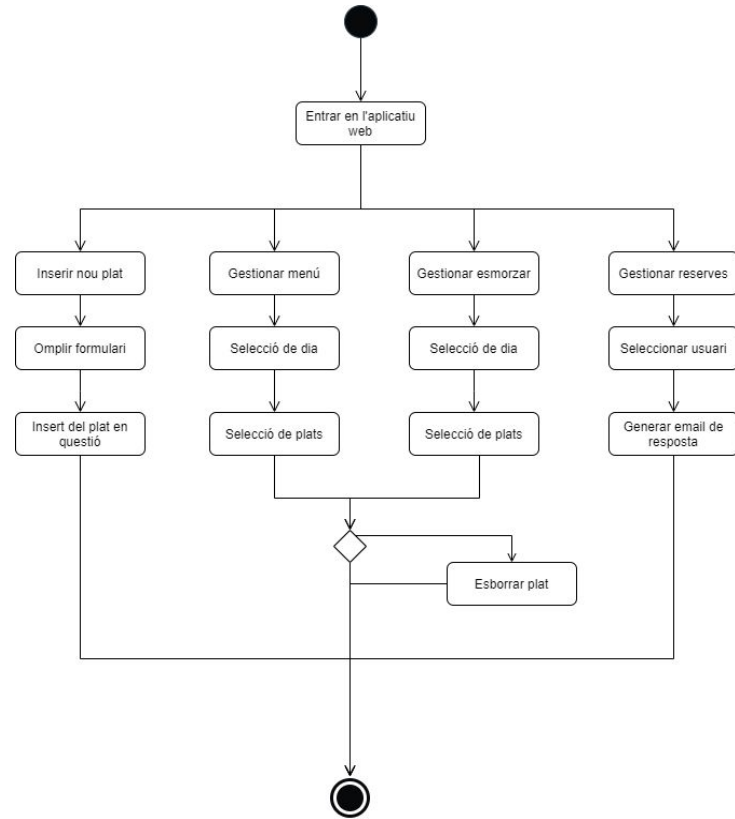 Entrar en l'aplicatiu
web
Inserir nou plat
Gestionar menú
Gestionar esmorzar
Gestionar reserves
Omplir formulari
Selecció de dia
Selecció de dia
Seleccionar usuari
Insert del plat en
questió
Selecció de plats
Selecció de plats
Generar email de
resposta
Esborrar plat